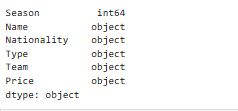 Season int64
Name object
Nationality object
Type object
Team object
Price object
dtype: object